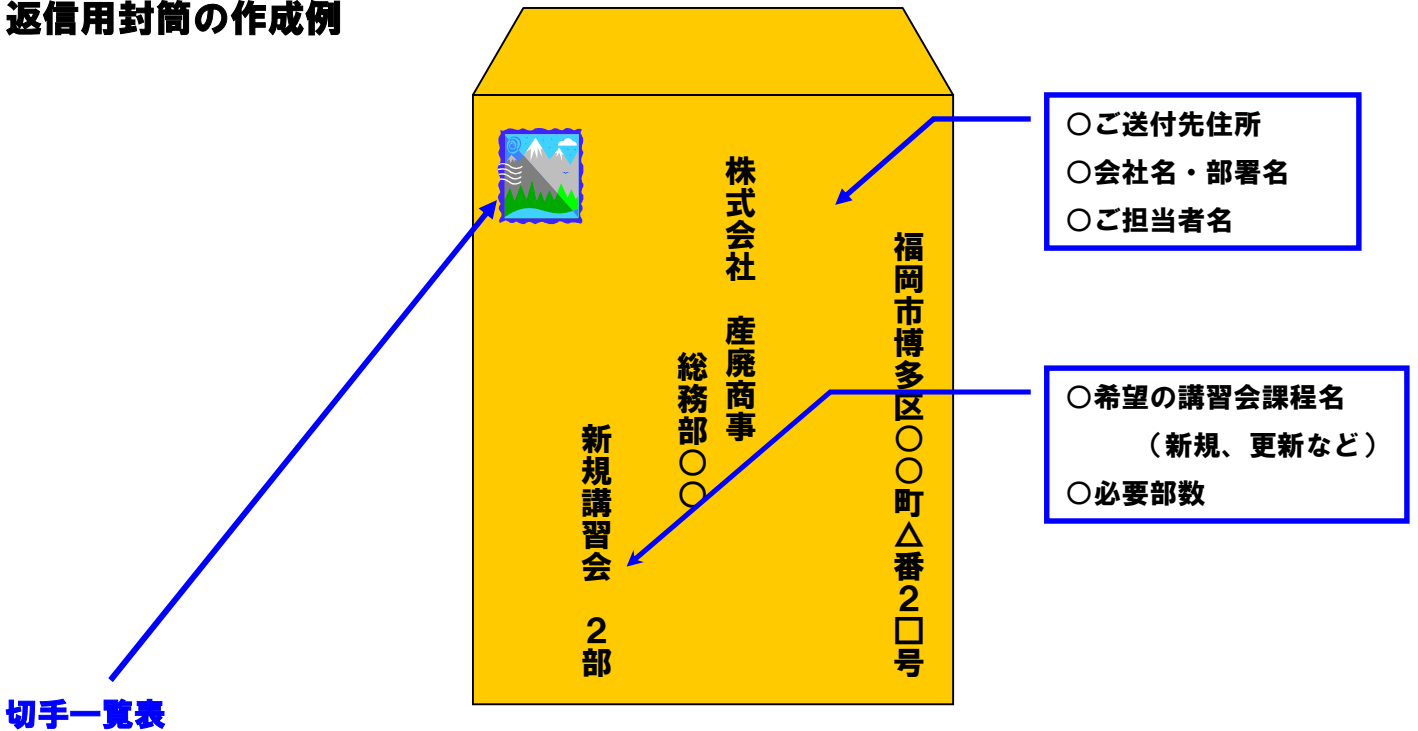 返信用封筒の作成例
福岡市博多区〇〇町△番２□号
株式会社　産廃商事
総務部〇〇
新規講習会　２部
〇ご送付先住所
〇会社名・部署名
〇ご担当者名
〇希望の講習会課程名
（新規、更新など）
〇必要部数
切手一覧表